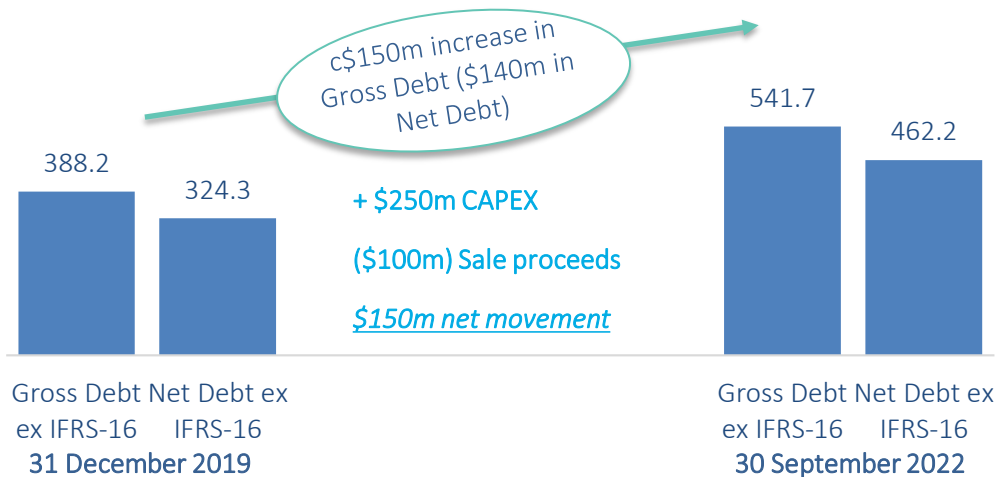 c$150m increase in
Gross Debt ($140m in
Net Debt)
388.2
324.3
541.7
462.2
+ $250m CAPEX
($100m) Sale proceeds
$150m net movement
Gross Debt
ex IFRS-16
Net Debt ex
IFRS-16
31 December 2019
Gross Debt
ex IFRS-16
Net Debt ex
IFRS-16
30 September 2022